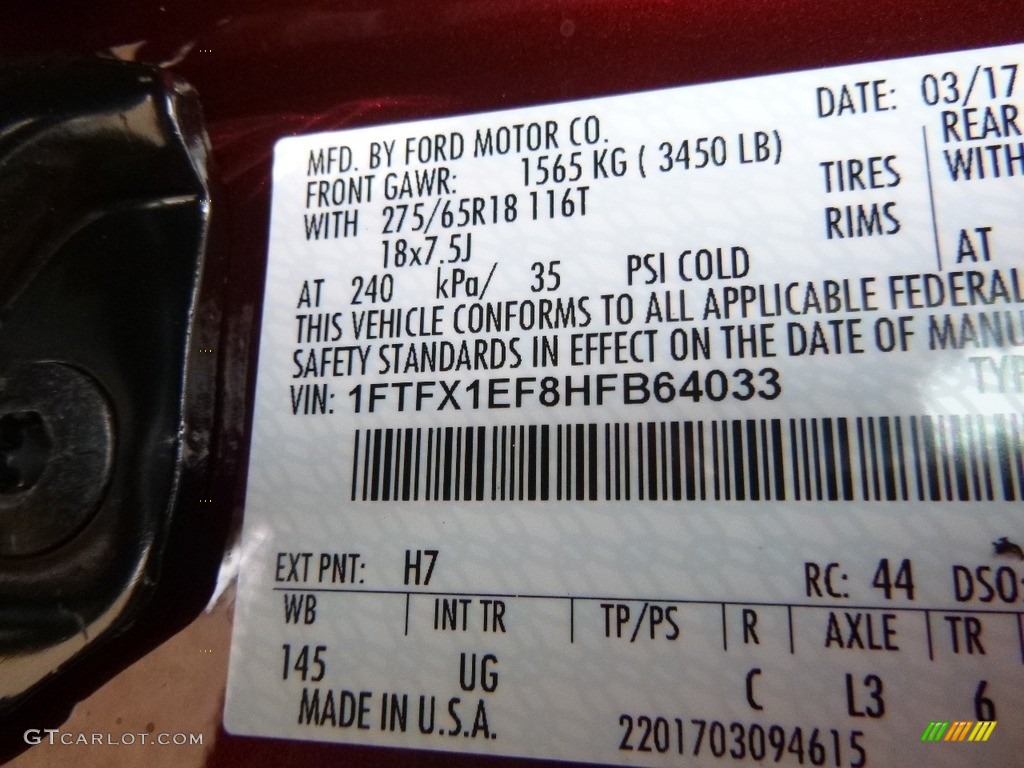 DATE: 03/17
MFD. BY FORD MOTOR CO.
FRONT GAWR: 1565 KG ( 3450 LB)
REAR
WITH 275/65R18 116T TIRES WITH
18x7.5J RIMS
AT 240 kPa/ 35 PSI COLD AT
THIS VEHICLE CONFORMS TO ALL APPLICABLE FEDERAL
SAFETY STANDARDS IN EFFECT ON THE DATE OF MANU
VIN: 1FTFX1EF8HFB64033 TYP
EXT PNT: H7 RC: 44 DSO:
WB INT TR TP/PS R AXLE TR
145 UG C L3 6
MADE IN U.S.A. 2201703094615
GTCARLOT.COM